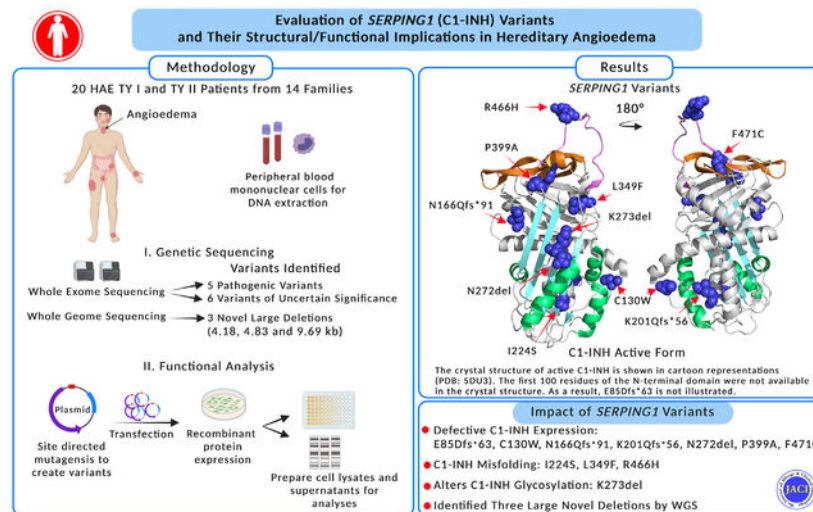 Evaluation of SERPING1 (C1-INH) Variants
and Their Structural/Functional Implications in Hereditary Angioedema
Methodology
20 HAE TY I and TY II Patients from 14 Families
Angioedema
Peripheral blood
mononuclear cells for
DNA extraction
I. Genetic Sequencing
Variants Identified
Whole Exome Sequencing
5 Pathogenic Variants
6 Variants of Uncertain Significance
Whole Geome Sequencing
3 Novel Large Deletions
(4.18, 4.83 and 9.69 kb)
II. Functional Analysis
Plasmid
Site directed
mutagensis to
create variants
Transfection
Recombinant
protein
expression
Prepare cell lysates and
supernatants for
analyses
Results
SERPING1 Variants
R466H
180°
F471C
P399A
L349F
N166Qfs*91
K273del
N272del
C130W
K201Qfs*56
I224S
C1-INH Active Form
The crystal structure of active C1-INH is shown in cartoon representations
(PDB: 5DU3). The first 100 residues of the N-terminal domain were not available
in the crystal structure. As a result, E85Dfs*63 is not illustrated.
Impact of SERPING1 Variants
Defective C1-INH Expression:
E85Dfs*63, C130W, N166Qfs*91, K201Qfs*56, N272del, P399A, F471C
C1-INH Misfolding: I224S, L349F, R466H
Alters C1-INH Glycosylation: K273del
Identified Three Large Novel Deletions by WGS
JACI